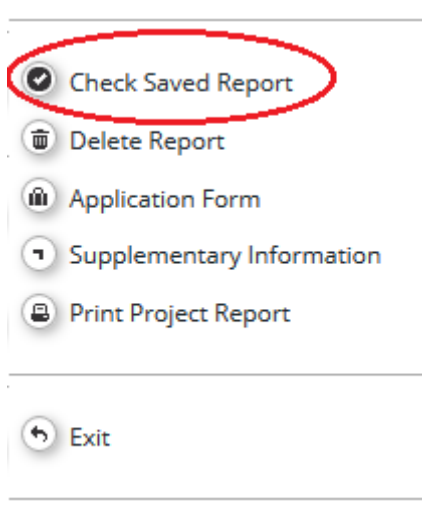 Check Saved Report
Delete Report
Application Form
Supplementary Information
Print Project Report
Exit